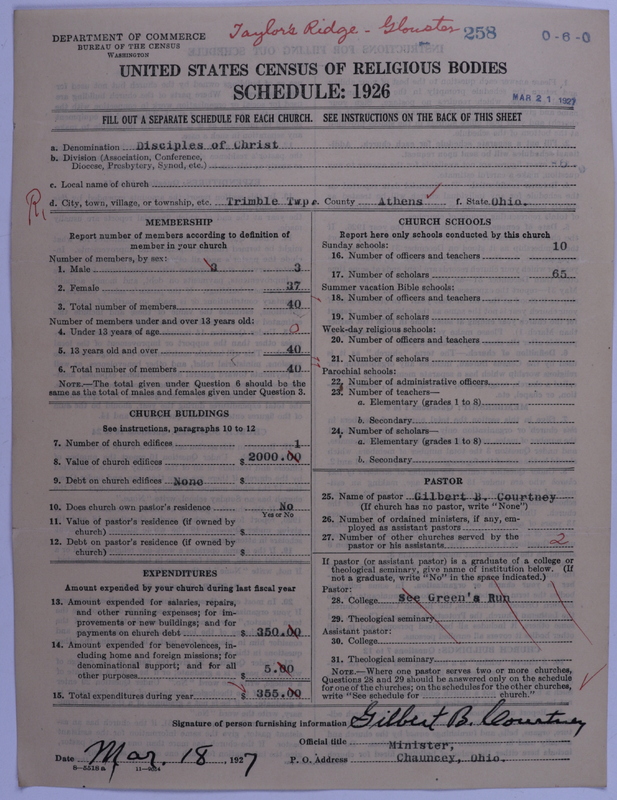 Taylor's Ridge - Glouster 258 0-6-0
DEPARTMENT OF COMMERCE
BUREAU OF THE CENSUS
WASHINGTON
UNITED STATES CENSUS OF RELIGIOUS BODIES
SCHEDULE: 1926
MAR 21 1927
FILL OUT A SEPARATE SCHEDULE FOR EACH CHURCH. SEE INSTRUCTIONS ON THE BACK OF THIS SHEET
a. Denomination Disciples of Christ
b. Division (Association, Conference,
Diocese, Presbytery, Synod, etc.)
c. Local name of church
R1
d. City, town, village, or township, etc. Trimble Twp. e. County Athens f. State Ohio.
MEMBERSHIP
Report number of members according to definition of
member in your church
Number of members, by sex:
1. Male 3
2. Female 37
3. Total number of members 40
Number of members under and over 13 years old:
4. Under 13 years of age 0
5. 13 years old and over 40
6. Total number of members 40
NOTE.—The total given under Question 6 should be the
same as the total of males and females given under Question 3.
CHURCH BUILDINGS
See instructions, paragraphs 10 to 12
7. Number of church edifices 1
8. Value of church edifices $ 2000.00
9. Debt on church edifices None $
10. Does church own pastor's residence No
Yes or No
11. Value of pastor's residence (if owned by
church) $
12. Debt on pastor's residence (if owned by
church) $
EXPENDITURES
Amount expended by your church during last fiscal year
13. Amount expended for salaries, repairs,
and other running expenses; for im-
provements or new buildings; and for
payments on church debt $ 350.00
14. Amount expended for benevolences, in-
cluding home and foreign missions; for
denominational support; and for all
other purposes $ 5.00
15. Total expenditures during year $ 355.00
CHURCH SCHOOLS
Report here only schools conducted by this church
Sunday schools:
16. Number of officers and teachers 10
17. Number of scholars 65
Summer vacation Bible schools:
18. Number of officers and teachers
19. Number of scholars
Week-day religious schools:
20. Number of officers and teachers
21. Number of scholars
Parochial schools:
22. Number of administrative officers
23. Number of teachers—
a. Elementary (grades 1 to 8)
b. Secondary
24. Number of scholars—
a. Elementary (grades 1 to 8)
b. Secondary
PASTOR
25. Name of pastor Gilbert B. Courtney
(If church has no pastor, write "None")
26. Number of ordained ministers, if any, em-
ployed as assistant pastors
27. Number of other churches served by the
pastor or his assistants 2
If pastor (or assistant pastor) is a graduate of a college or
theological seminary, give name of institution below. (If
not a graduate, write "No" in the space indicated.)
Pastor:
28. College See Green's Run
29. Theological seminary
Assistant pastor:
30. College
31. Theological seminary
NOTE.—Where one pastor serves two or more churches,
Questions 28 and 29 should be answered only on the schedule
for one of the churches; on the schedules for the other churches,
write "See schedule for church."
Signature of person furnishing information Gilbert B. Courtney
Official title Minister,
Date Mar. 18, 1927 P. O. Address Chauncey, Ohio.